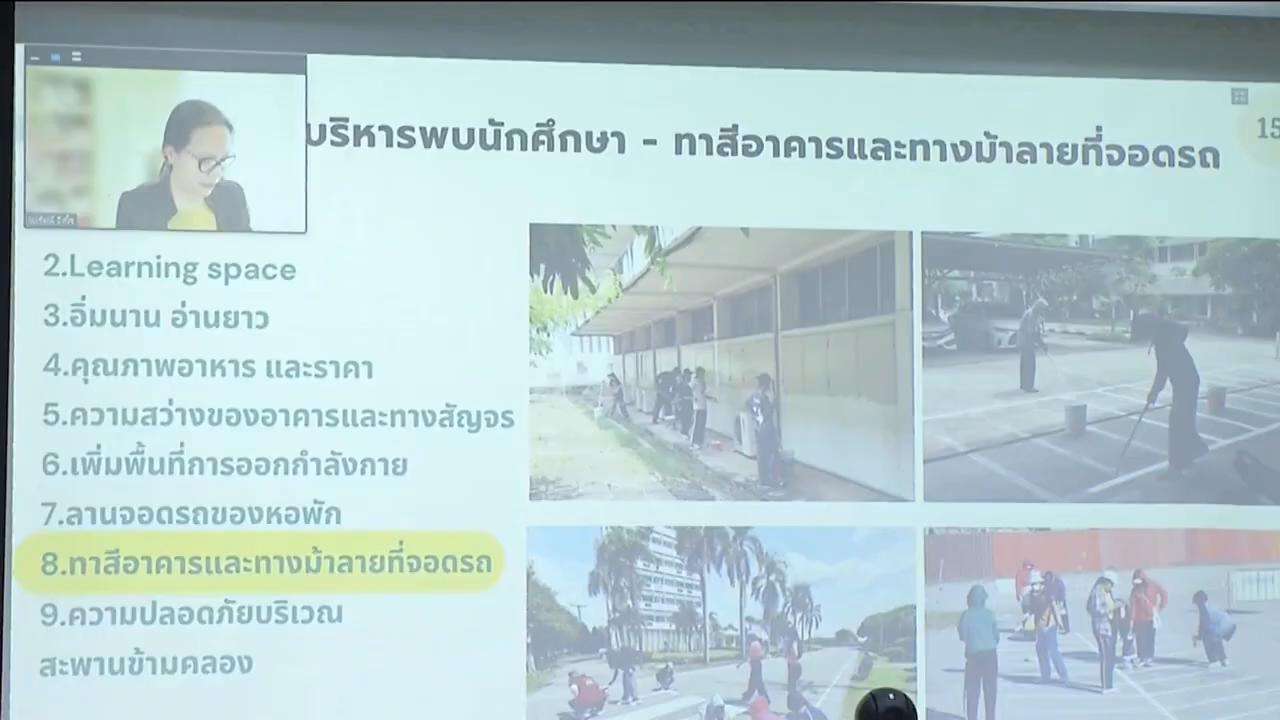 บริหารพบนักศึกษา - ทาสีอาคารและทางม้าลายที่จอดรถ
15
2.Learning space
3.อิ่มนาน อ่านยาว
4.คุณภาพอาหาร และราคา
5.ความสว่างของอาคารและทางสัญจร
6.เพิ่มพื้นที่การออกกำลังกาย
7.ลานจอดรถของหอพัก
8.ทาสีอาคารและทางม้าลายที่จอดรถ
9.ความปลอดภัยบริเวณ
สะพานข้ามคลอง